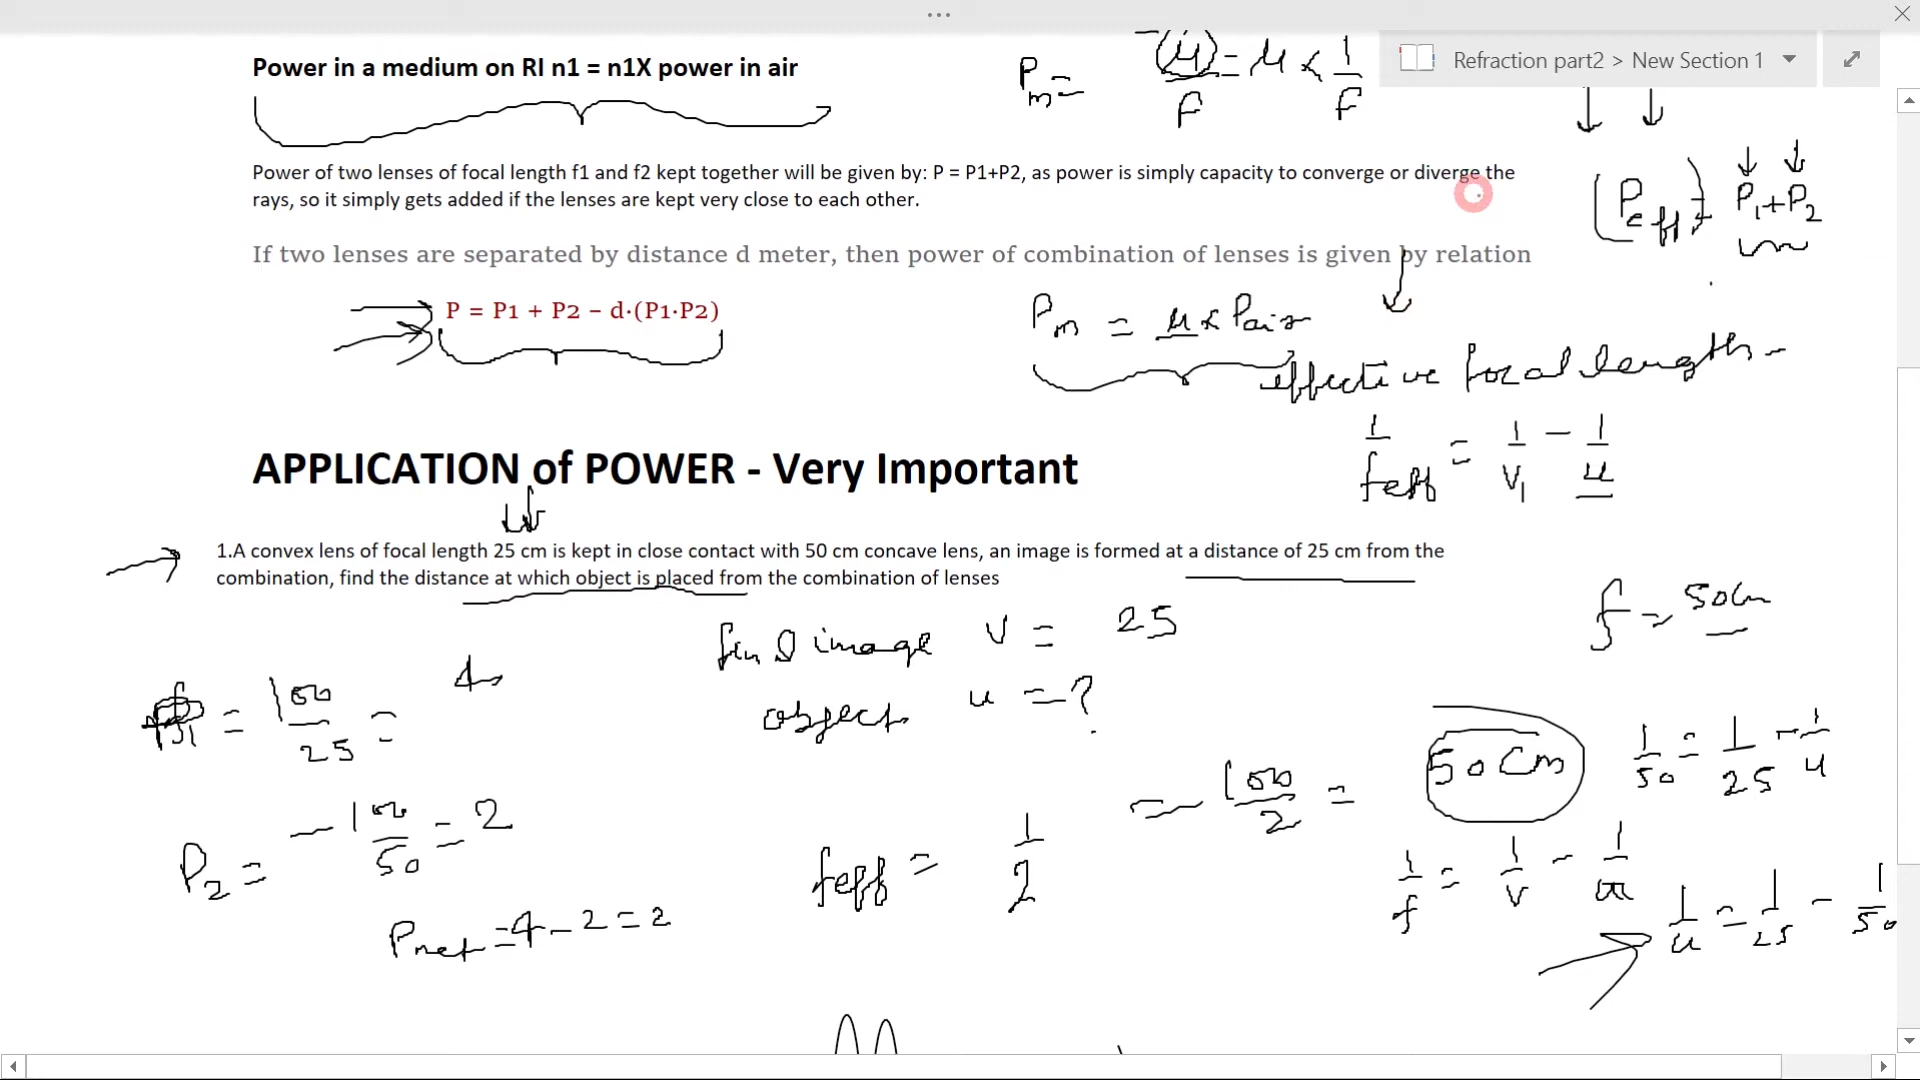 Refraction part2 > New Section 1
Power in a medium on RI n1 = n1X power in air
Pm = μ/f = μ × 1/f
Power of two lenses of focal length f1 and f2 kept together will be given by: P = P1+P2, as power is simply capacity to converge or diverge the
rays, so it simply gets added if the lenses are kept very close to each other.
(Peff) = P1+P2
If two lenses are separated by distance d meter, then power of combination of lenses is given by relation
P = P1 + P2 – d·(P1·P2)
Pm = μ × Pair
effective focal length -
1/feff = 1/v1 - 1/u
APPLICATION of POWER - Very Important
1.A convex lens of focal length 25 cm is kept in close contact with 50 cm concave lens, an image is formed at a distance of 25 cm from the
combination, find the distance at which object is placed from the combination of lenses
f = 50cm
final image v = 25
object u = ?
= 100/25 = 4
P2 = -100/50 = 2
Pnet = 4 - 2 = 2
feff = 1/2 = 100/2 = 50 cm
1/f = 1/v - 1/u
1/50 = 1/25 - 1/u
1/u = 1/25 - 1/50